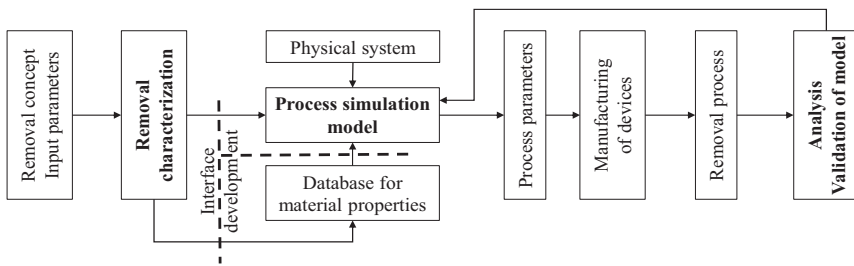 Removal concept
Input parameters
Removal
characterization
Interface
development
Physical system
Process simulation
model
Database for
material properties
Process parameters
Manufacturing
of devices
Removal process
Analysis
Validation of model